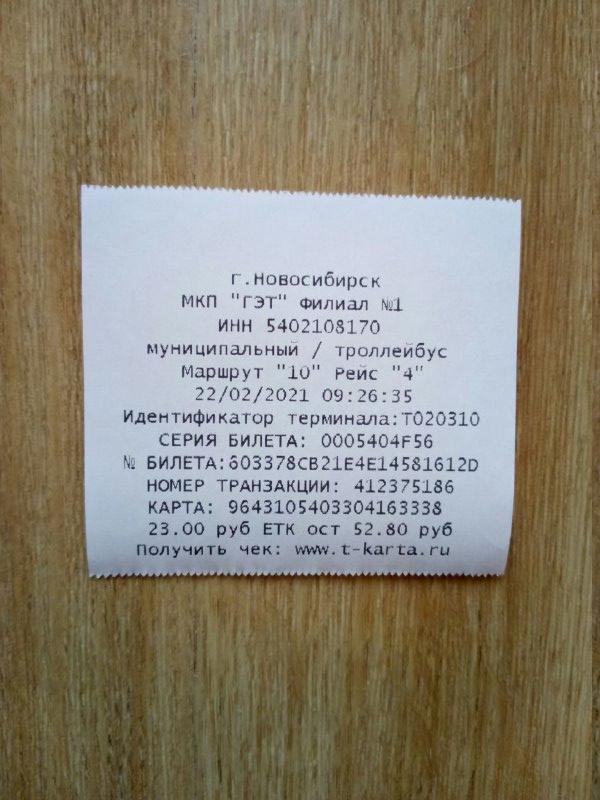 г.Новосибирск
МКП "ГЭТ" Филиал №1
ИНН 5402108170
муниципальный / троллейбус
Маршрут "10" Рейс "4"
22/02/2021 09:26:35
Идентификатор терминала:T020310
СЕРИЯ БИЛЕТА: 0005404F56
№ БИЛЕТА:603378CB21E4E14581612D
НОМЕР ТРАНЗАКЦИИ: 412375186
КАРТА: 9643105403304163338
23.00 руб ЕТК ост 52.80 руб
Получить чек: www.t-karta.ru